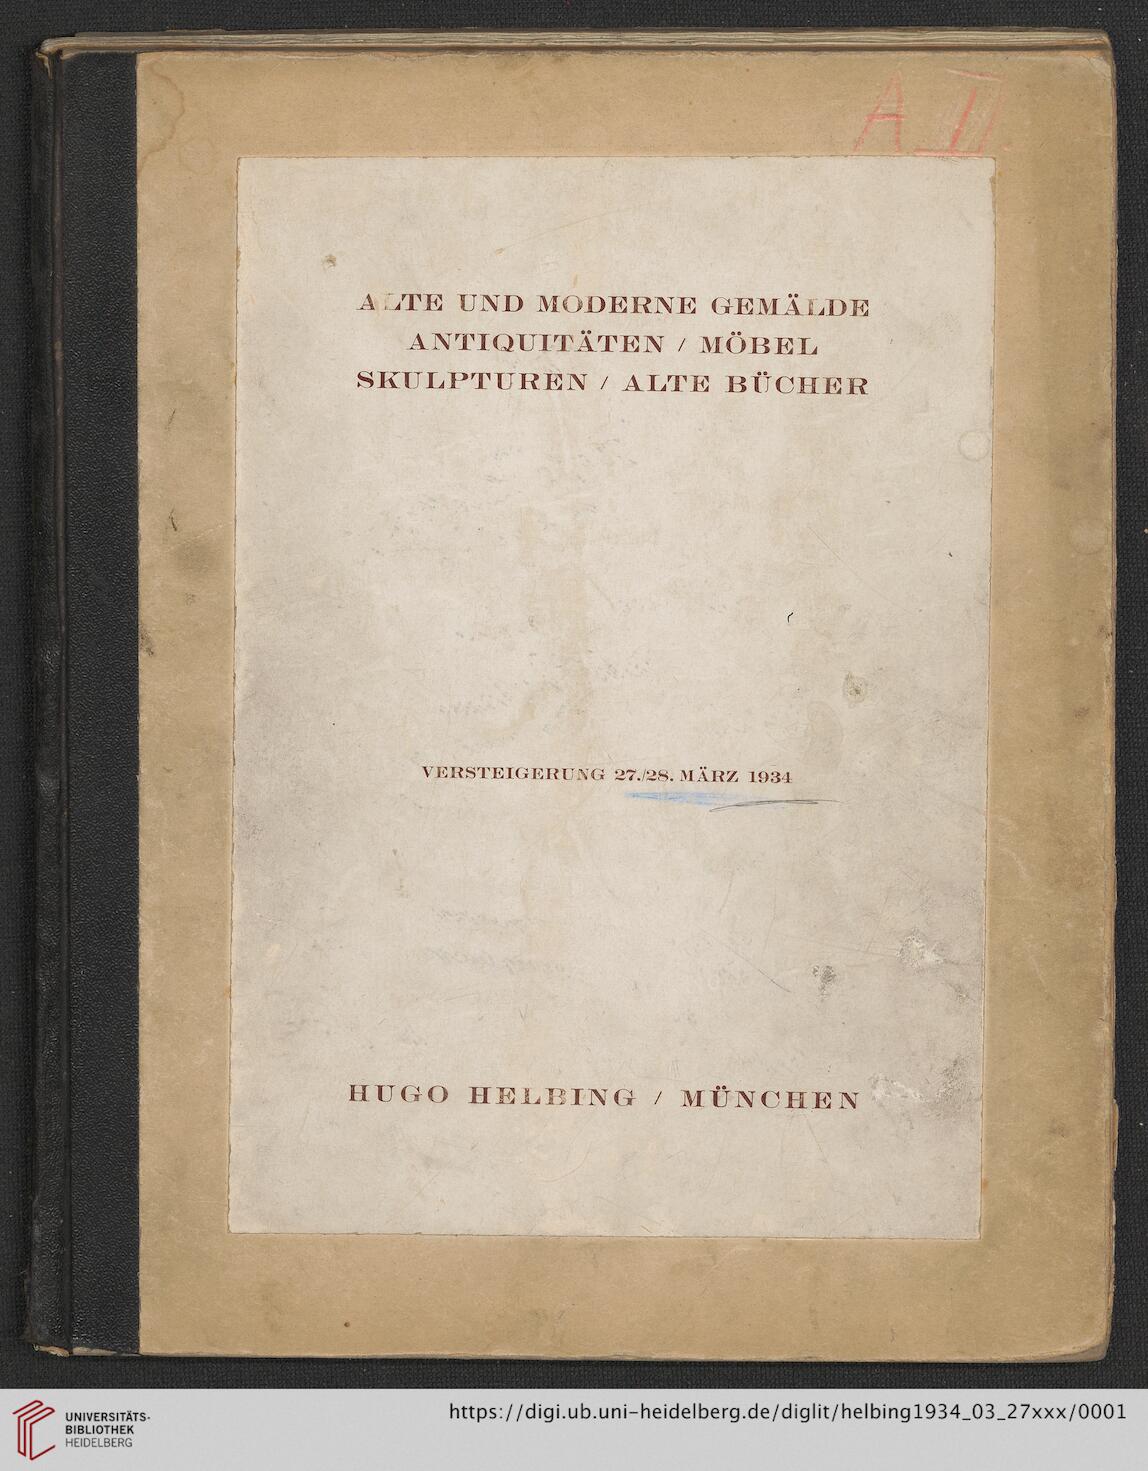 A II.
ALTE UND MODERNE GEMÄLDE
ANTIQUITÄTEN / MÖBEL
SKULPTUREN / ALTE BÜCHER
VERSTEIGERUNG 27./28. MÄRZ 1934
HUGO HELBING / MÜNCHEN
UNIVERSITÄTS-
BIBLIOTHEK
HEIDELBERG
https://digi.ub.uni-heidelberg.de/diglit/helbing1934_03_27xxx/0001